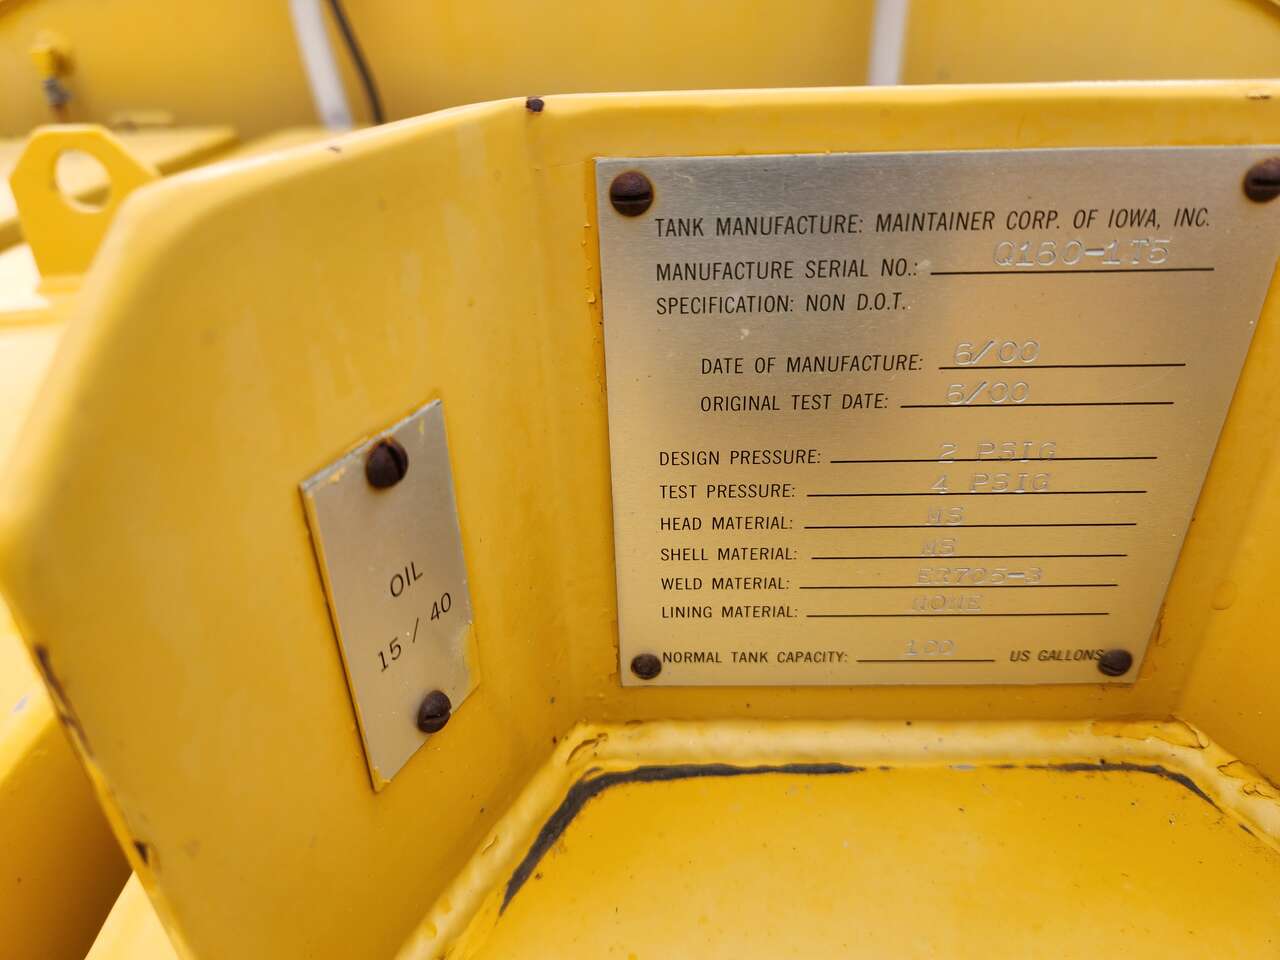 TANK MANUFACTURE: MAINTAINER CORP. OF IOWA, INC.
MANUFACTURE SERIAL NO.: Q160-1T5
SPECIFICATION: NON D.O.T.
DATE OF MANUFACTURE: 6/00
ORIGINAL TEST DATE: 6/00
DESIGN PRESSURE: 2 PSIG
TEST PRESSURE: 4 PSIG
HEAD MATERIAL: MS
SHELL MATERIAL: MS
WELD MATERIAL: ER70S-3
LINING MATERIAL: NONE
NORMAL TANK CAPACITY: 100 US GALLONS
OIL
15 / 40